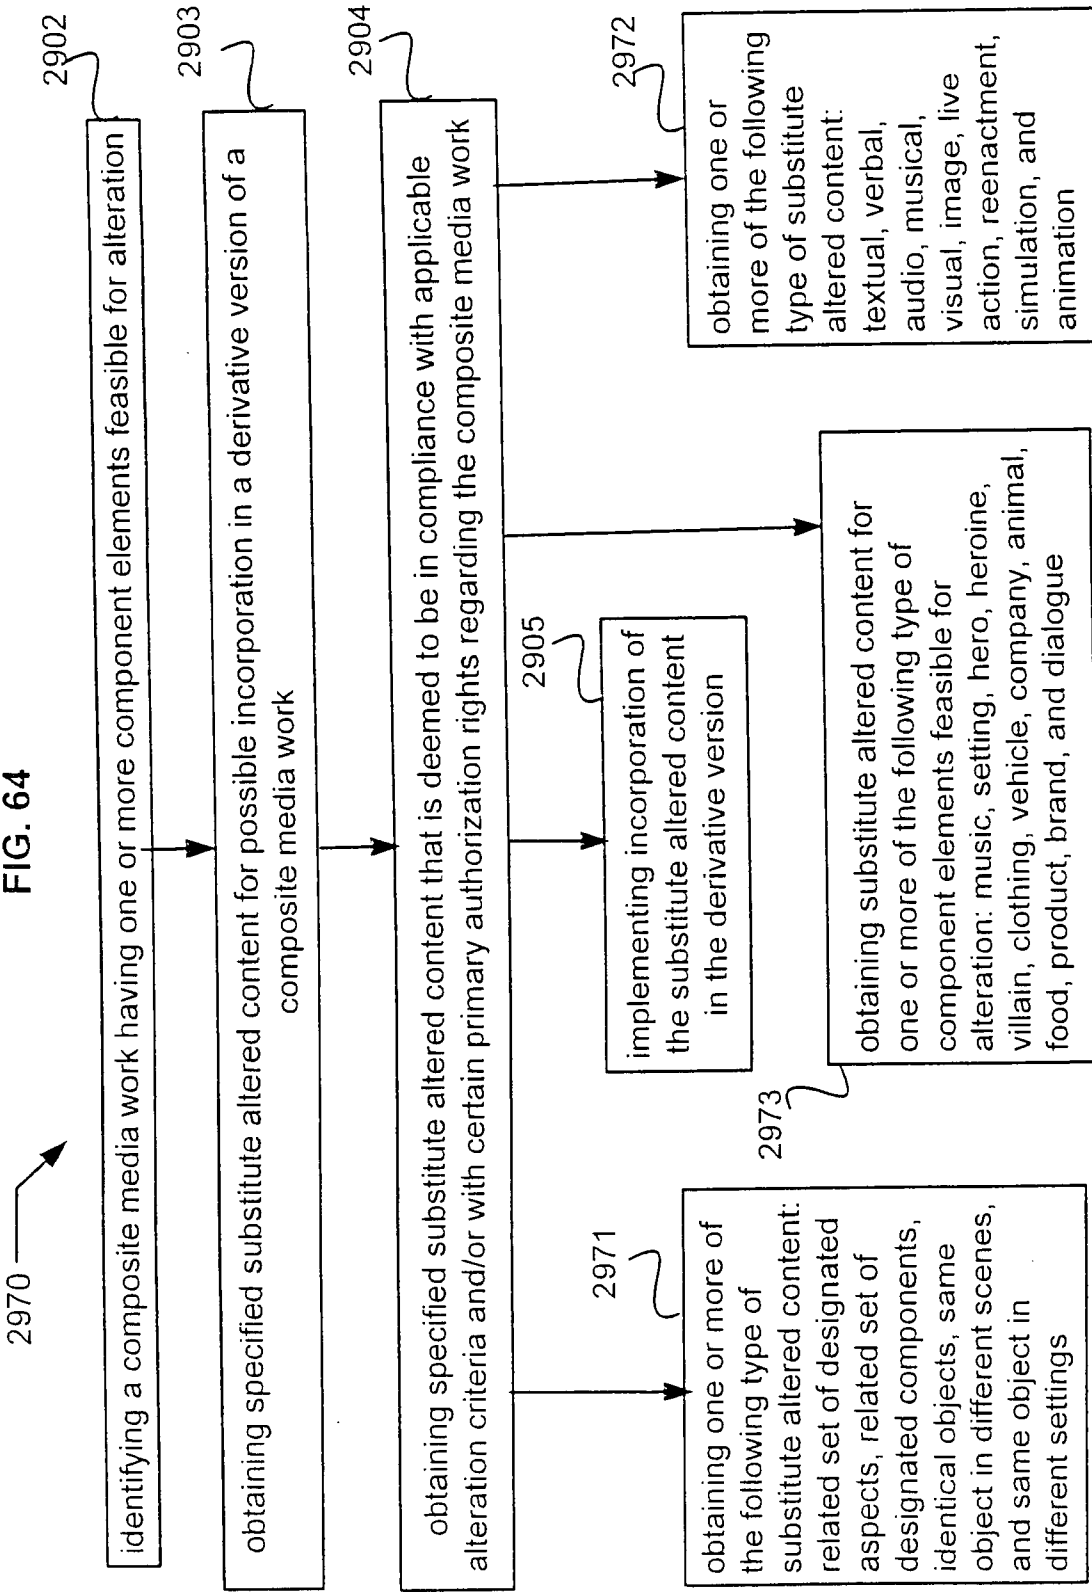 FIG. 64
2970
2902
identifying a composite media work having one or more component elements feasible for alteration
2903
obtaining specified substitute altered content for possible incorporation in a derivative version of a
composite media work
2904
obtaining specified substitute altered content that is deemed to be in compliance with applicable
alteration criteria and/or with certain primary authorization rights regarding the composite media work
2971
obtaining one or more of
the following type of
substitute altered content:
related set of designated
aspects, related set of
designated components,
identical objects, same
object in different scenes,
and same object in
different settings
2905
implementing incorporation of
the substitute altered content
in the derivative version
2973
obtaining substitute altered content for
one or more of the following type of
component elements feasible for
alteration: music, setting, hero, heroine,
villain, clothing, vehicle, company, animal,
food, product, brand, and dialogue
2972
obtaining one or
more of the following
type of substitute
altered content:
textual, verbal,
audio, musical,
visual, image, live
action, reenactment,
simulation, and
animation